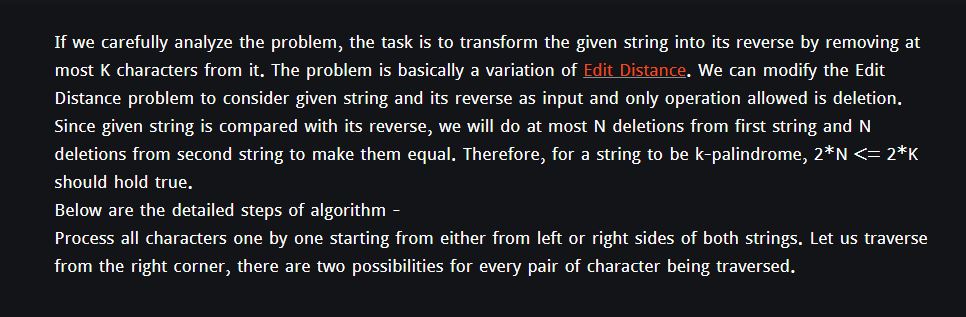 If we carefully analyze the problem, the task is to transform the given string into its reverse by removing at
most K characters from it. The problem is basically a variation of Edit Distance. We can modify the Edit
Distance problem to consider given string and its reverse as input and only operation allowed is deletion.
Since given string is compared with its reverse, we will do at most N deletions from first string and N
deletions from second string to make them equal. Therefore, for a string to be k-palindrome, 2*N <= 2*K
should hold true.
Below are the detailed steps of algorithm -
Process all characters one by one starting from either from left or right sides of both strings. Let us traverse
from the right corner, there are two possibilities for every pair of character being traversed.